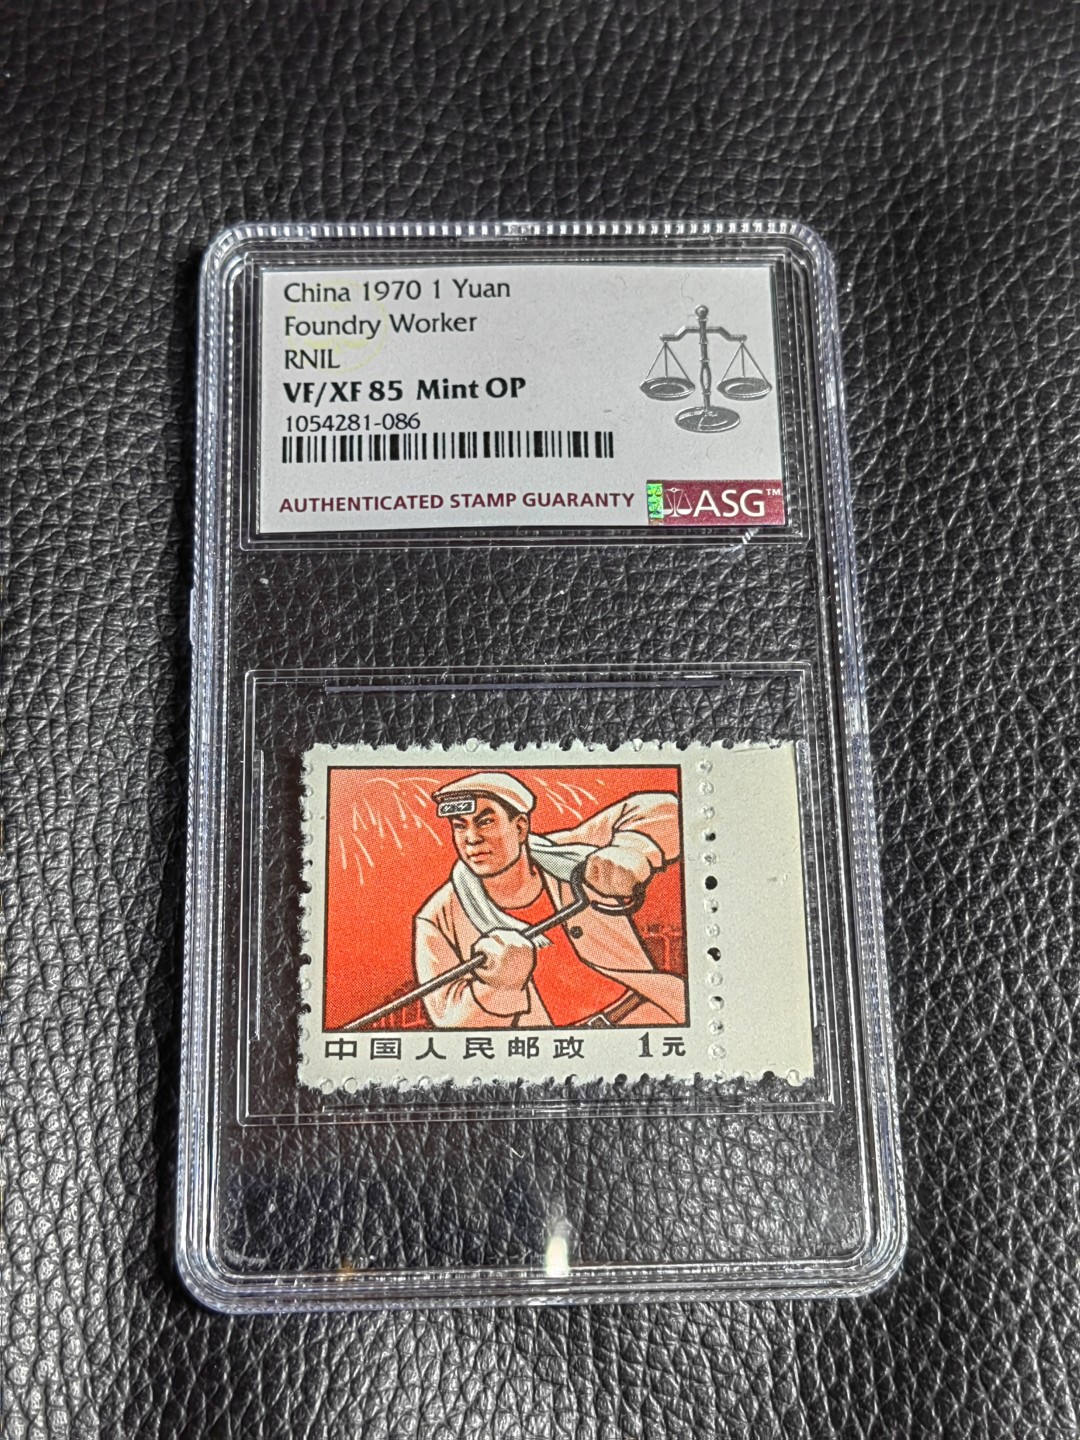 China 1970 1 Yuan
Foundry Worker
RNIL
VF/XF 85 Mint OP
1054281-086
AUTHENTICATED STAMP GUARANTY
ASG™
中国人民邮政 1元